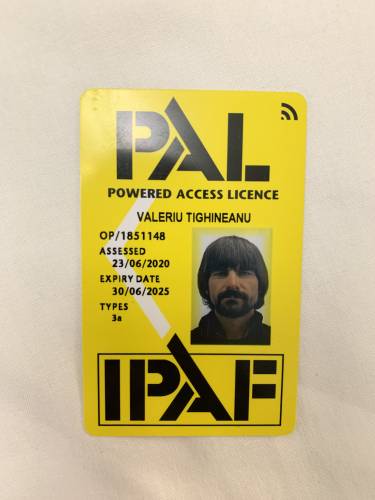 PAL
POWERED ACCESS LICENCE
VALERIU TIGHINEANU
OP/1851148
ASSESSED
23/06/2020
EXPIRY DATE
30/06/2025
TYPES
3a
IPAF